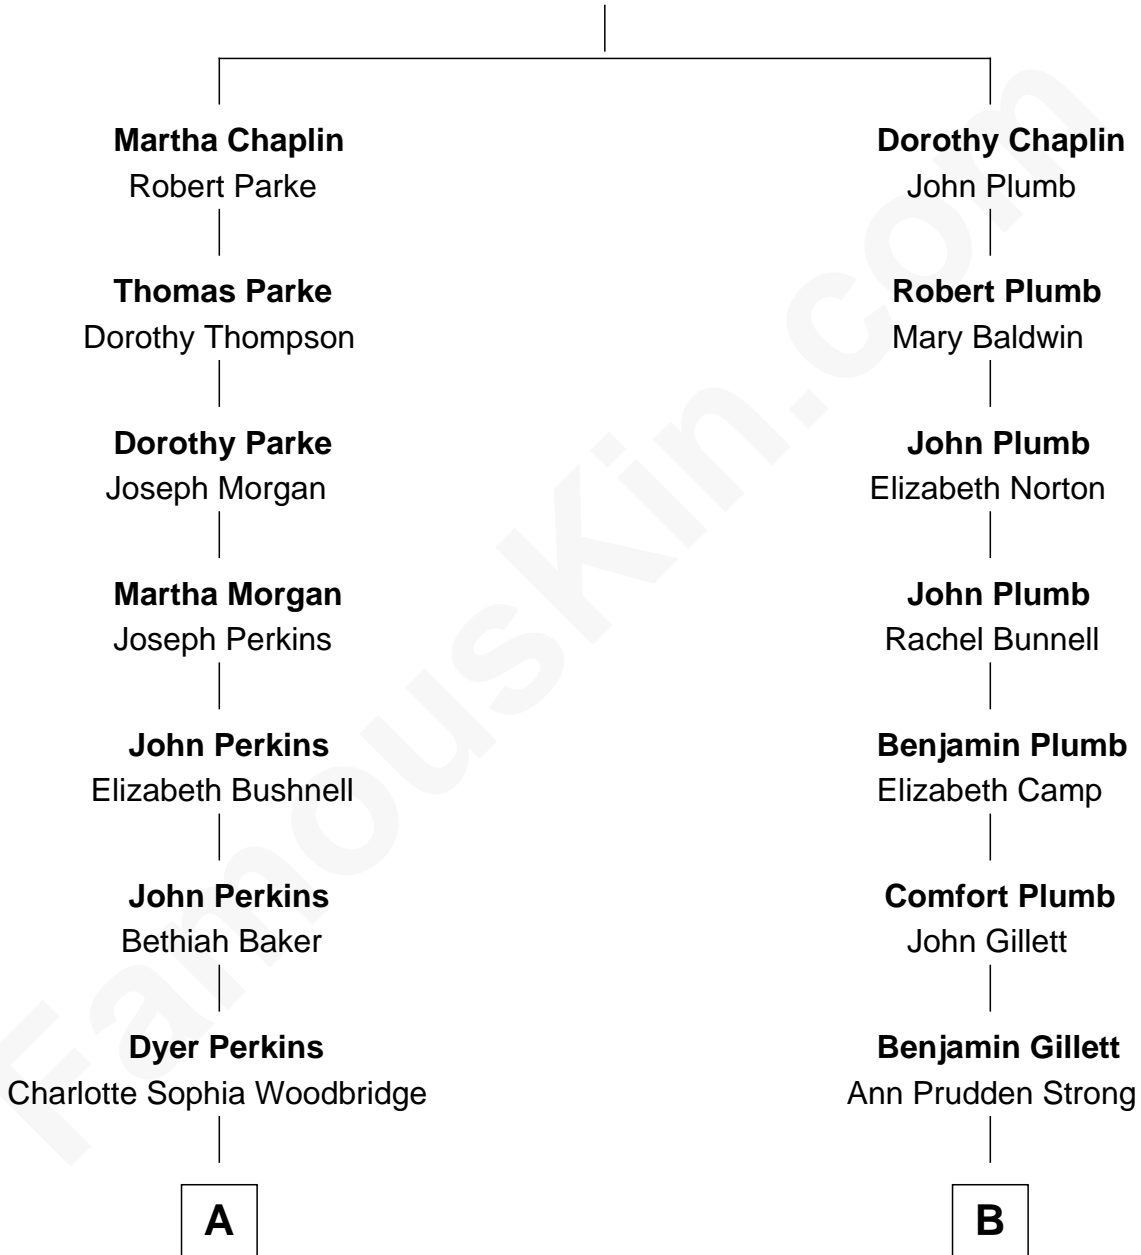 Martha Chaplin
Robert Parke
Thomas Parke
Dorothy Thompson
Dorothy Parke
Joseph Morgan
Martha Morgan
Joseph Perkins
John Perkins
Elizabeth Bushnell
John Perkins
Bethiah Baker
Dyer Perkins
Charlotte Sophia Woodbridge
A
Dorothy Chaplin
John Plumb
Robert Plumb
Mary Baldwin
John Plumb
Elizabeth Norton
John Plumb
Rachel Bunnell
Benjamin Plumb
Elizabeth Camp
Comfort Plumb
John Gillett
Benjamin Gillett
Ann Prudden Strong
B
FamousKin.com